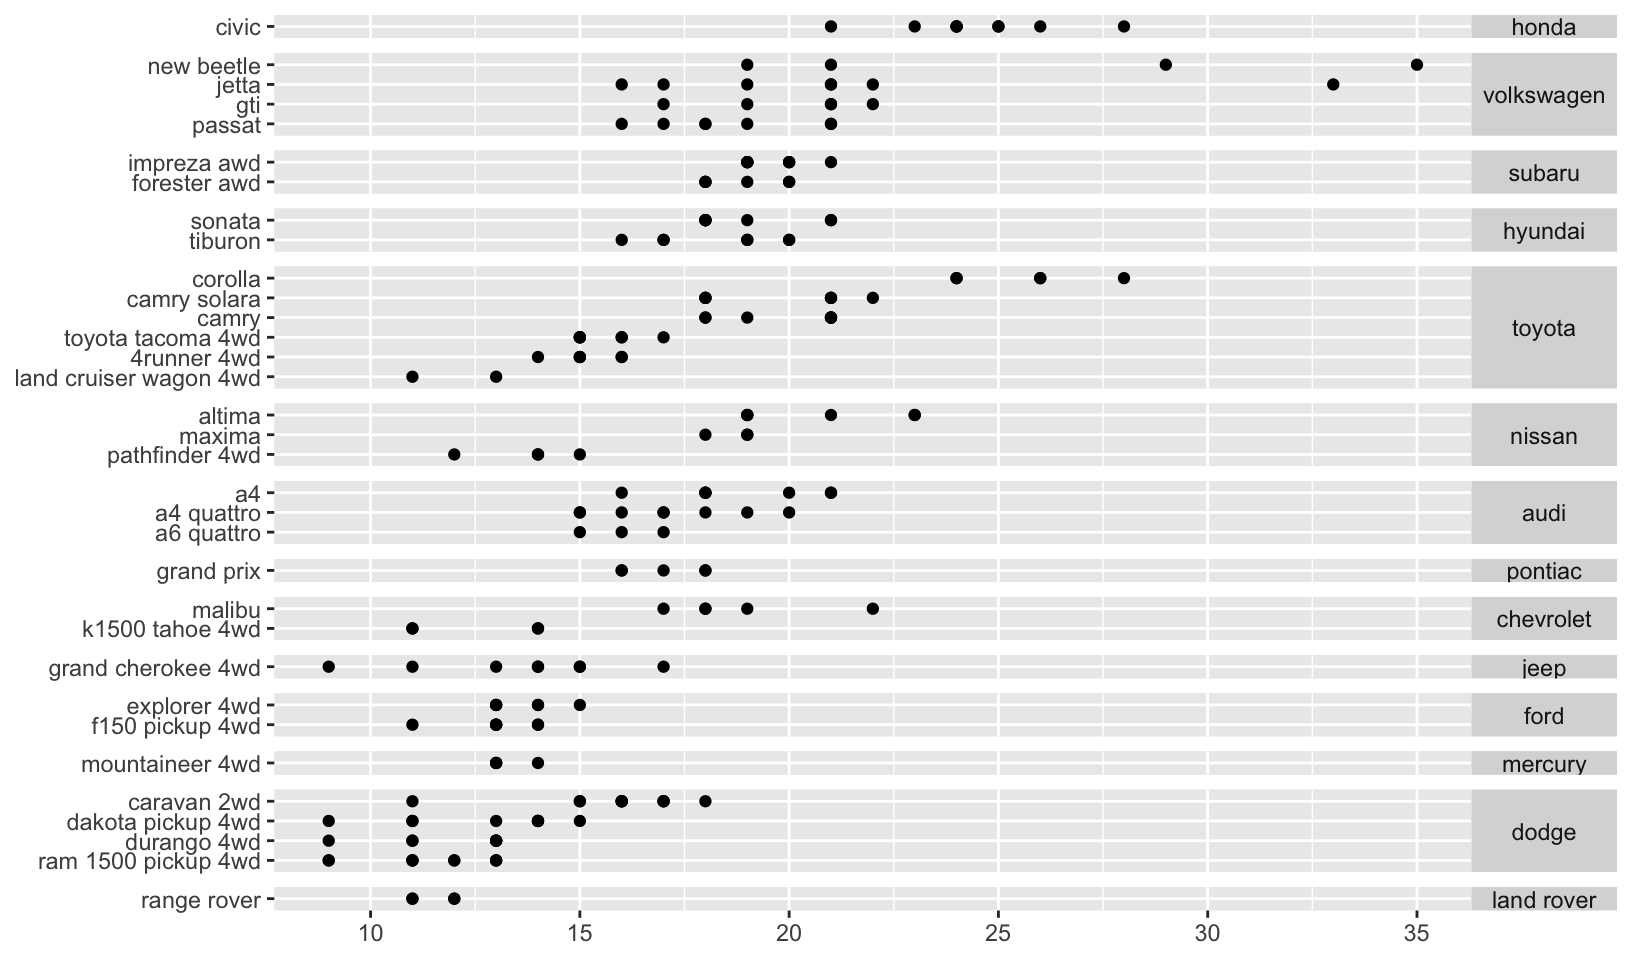 civic
honda
new beetle
jetta
gti
passat
volkswagen
impreza awd
forester awd
subaru
sonata
tiburon
hyundai
corolla
camry solara
camry
toyota tacoma 4wd
4runner 4wd
land cruiser wagon 4wd
toyota
altima
maxima
pathfinder 4wd
nissan
a4
a4 quattro
a6 quattro
audi
grand prix
pontiac
malibu
k1500 tahoe 4wd
chevrolet
grand cherokee 4wd
jeep
explorer 4wd
f150 pickup 4wd
ford
mountaineer 4wd
mercury
caravan 2wd
dakota pickup 4wd
durango 4wd
ram 1500 pickup 4wd
dodge
range rover
land rover
10 15 20 25 30 35